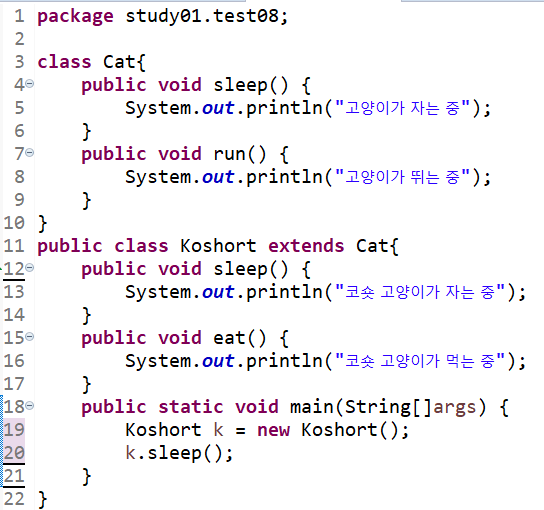 1 package study01.test08;
2
3 class Cat{
4 public void sleep() {
5 System.out.println("고양이가 자는 중");
6 }
7 public void run() {
8 System.out.println("고양이가 뛰는 중");
9 }
10 }
11 public class Koshort extends Cat{
12 public void sleep() {
13 System.out.println("코숏 고양이가 자는 중");
14 }
15 public void eat() {
16 System.out.println("코숏 고양이가 먹는 중");
17 }
18 public static void main(String[]args) {
19 Koshort k = new Koshort();
20 k.sleep();
21 }
22 }